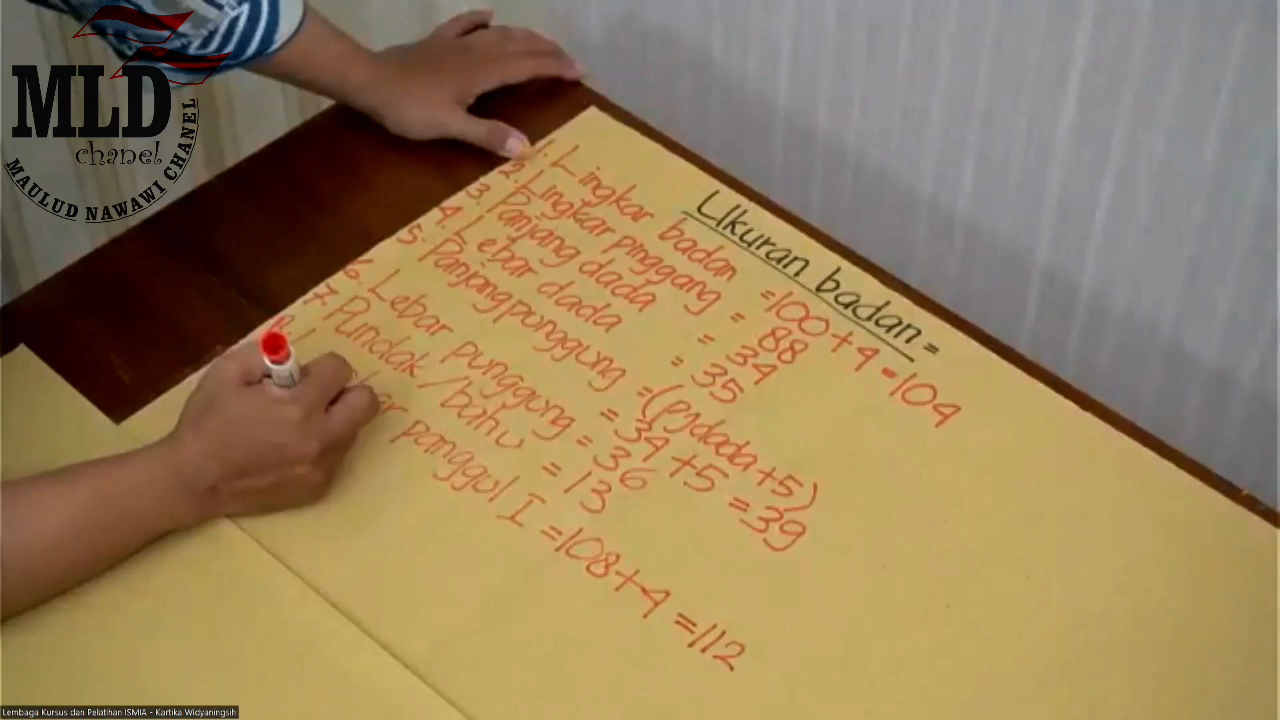 MLD
chanel
MAULUD NAWAWI CHANEL
Ukuran badan =
1. Lingkar badan = 100 + 4 = 104
2. Lingkar pinggang = 88
3. Panjang dada = 34
4. Lebar dada = 35
5. Panjang punggung = (pj dada + 5)
= 34 + 5 = 39
6. Lebar punggung = 36
7. Pundak / bahu = 13
panggul I = 108 + 4 = 112
Lembaga Kursus dan Pelatihan ISMIA - Kartika Widyaningsih